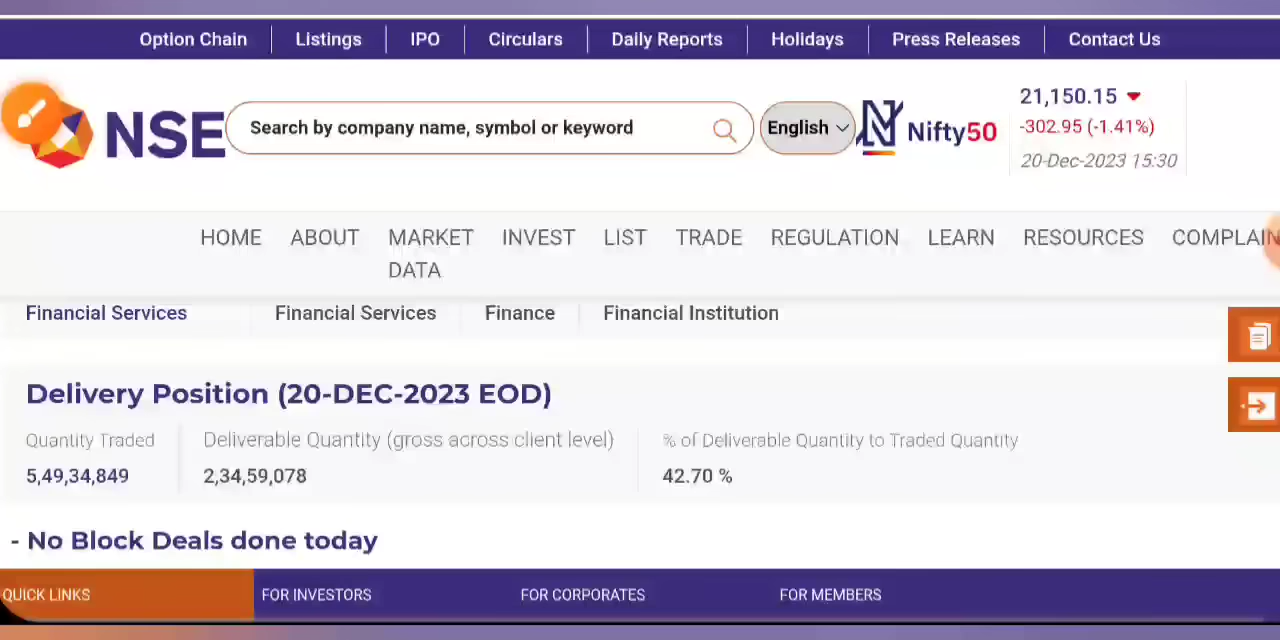 Option Chain Listings IPO Circulars Daily Reports Holidays Press Releases Contact Us
NSE
Search by company name, symbol or keyword
English
Nifty50
21,150.15
-302.95 (-1.41%)
20-Dec-2023 15:30
HOME ABOUT MARKET DATA INVEST LIST TRADE REGULATION LEARN RESOURCES
Financial Services Financial Services Finance Financial Institution
Delivery Position (20-DEC-2023 EOD)
Quantity Traded Deliverable Quantity (gross across client level) % of Deliverable Quantity to Traded Quantity
5,49,34,849 2,34,59,078 42.70 %
- No Block Deals done today
QUICK LINKS FOR INVESTORS FOR CORPORATES FOR MEMBERS